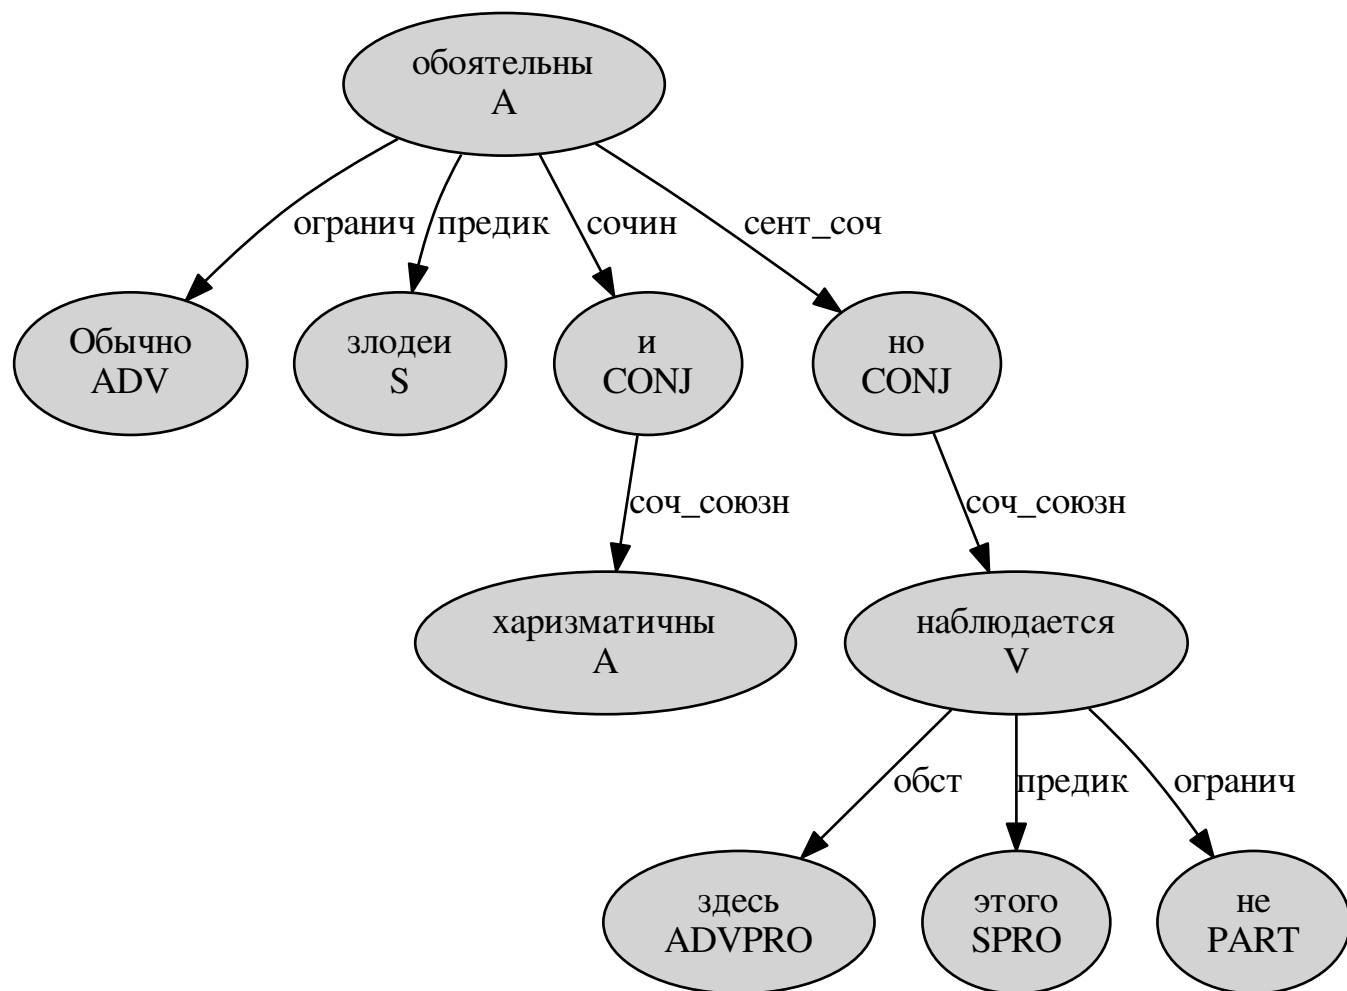 обоятельны
A
огранич
предик
сочин
сент_соч
Обычно
ADV
злодеи
S
и
CONJ
но
CONJ
соч_союзн
соч_союзн
харизматичны
A
наблюдается
V
обст
предик
огранич
здесь
ADVPRO
этого
SPRO
не
PART